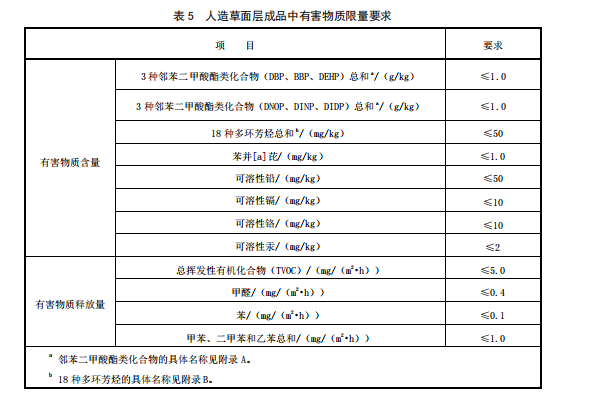 表 5 人造草面层成品中有害物质限量要求
项 目 要求
有害物质含量
3 种邻苯二甲酸酯类化合物（DBP、BBP、DEHP）总和ᵃ/（g/kg） ≤1.0
3 种邻苯二甲酸酯类化合物（DNOP、DINP、DIDP）总和ᵃ/（g/kg） ≤1.0
18 种多环芳烃总和ᵇ/（mg/kg） ≤50
苯并[a]芘/（mg/kg） ≤1.0
可溶性铅/（mg/kg） ≤50
可溶性镉/（mg/kg） ≤10
可溶性铬/（mg/kg） ≤10
可溶性汞/（mg/kg） ≤2
有害物质释放量
总挥发性有机化合物（TVOC）/（mg/（m²•h）） ≤5.0
甲醛/（mg/（m²•h）） ≤0.4
苯/（mg/（m²•h）） ≤0.1
甲苯、二甲苯和乙苯总和/（mg/（m²•h）） ≤1.0
ᵃ 邻苯二甲酸酯类化合物的具体名称见附录 A。
ᵇ 18 种多环芳烃的具体名称见附录 B。